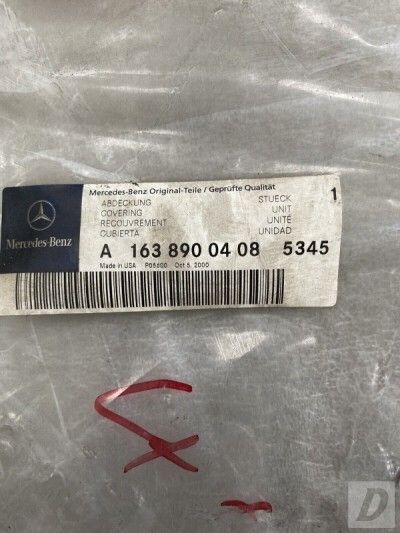 Mercedes-Benz Original-Teile / Geprüfte Qualität
ABDECKUNG STUECK 1
COVERING UNIT
RECOUVREMENT UNITÉ
CUBIERTA UNIDAD
Mercedes-Benz
A 163 890 04 08 5345
Made in USA Oct 5, 2000
D